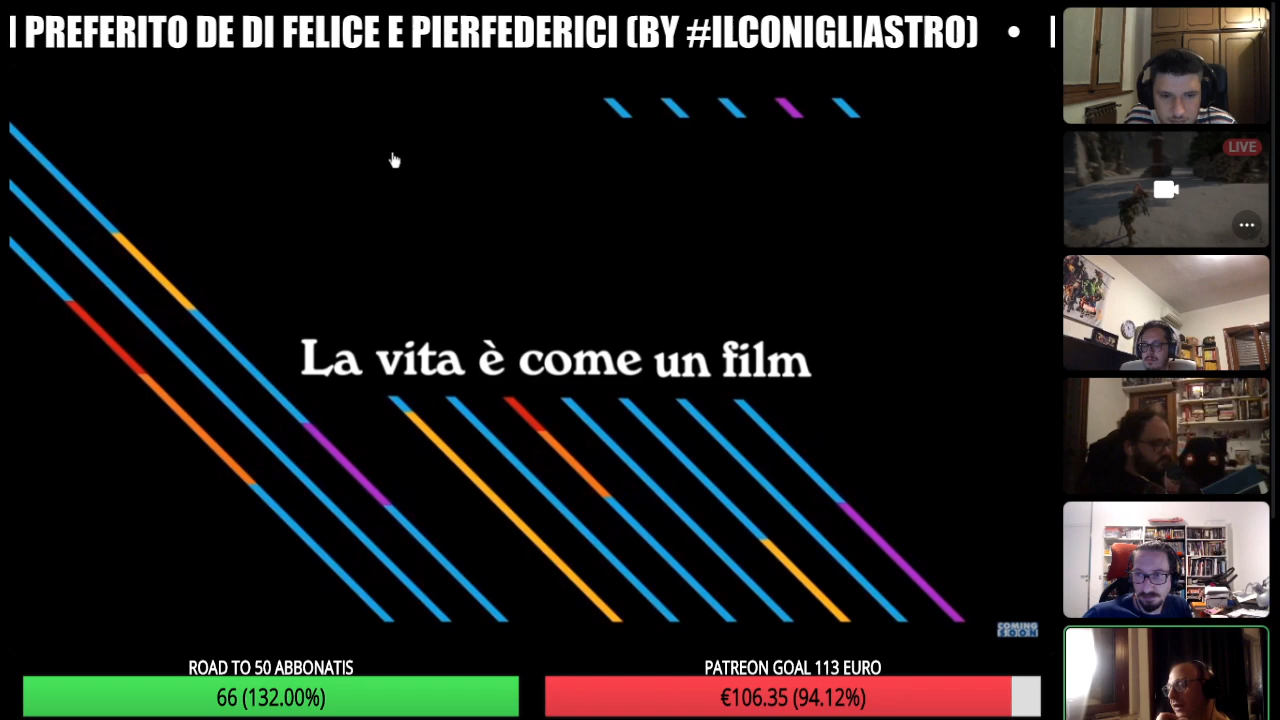 PREFERITO DE DI FELICE E PIERFEDERICI (BY #ILCONIGLIASTRO) •
LIVE
La vita è come un film
COMING
SOON
ROAD TO 50 ABBONATIS
PATREON GOAL 113 EURO
66 (132.00%)
€106.35 (94.12%)